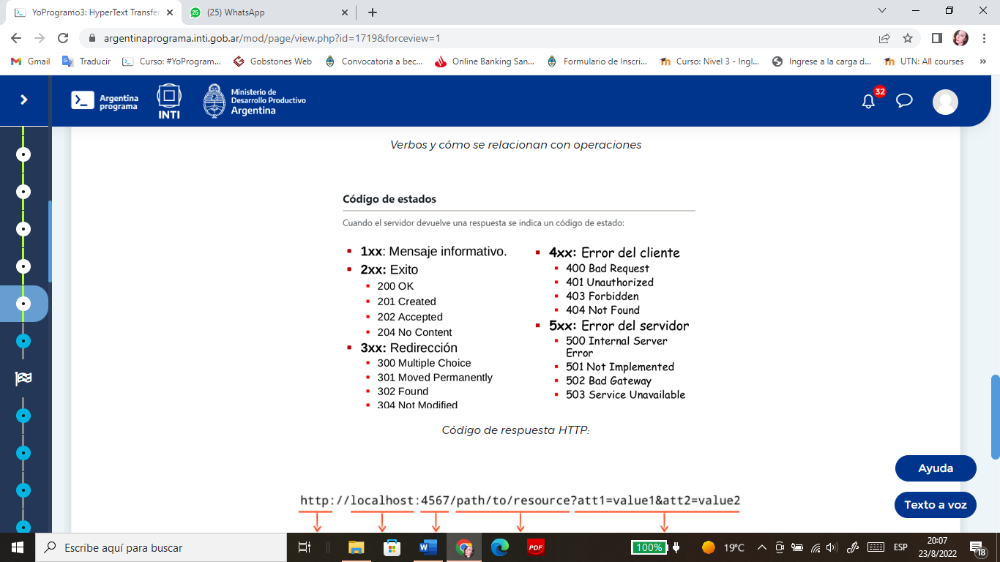 YoProgramo3: HyperText Transfer
(25) WhatsApp
argentinaprograma.inti.gob.ar/mod/page/view.php?id=1719&forceview=1
Gmail
Traducir
Curso: #YoProgram...
Gobstones Web
Convocatoria a bec...
Online Banking San...
Formulario de Inscri...
Curso: Nivel 3 - Ingl...
Ingrese a la carga d...
UTN: All courses
»
Argentina
programa
INTI
Ministerio de
Desarrollo Productivo
Argentina
32
Verbos y cómo se relacionan con operaciones
Código de estados
Cuando el servidor devuelve una respuesta se indica un código de estado:
1xx: Mensaje informativo.
2xx: Exito
200 OK
201 Created
202 Accepted
204 No Content
3xx: Redirección
300 Multiple Choice
301 Moved Permanently
302 Found
304 Not Modified
4xx: Error del cliente
400 Bad Request
401 Unauthorized
403 Forbidden
404 Not Found
5xx: Error del servidor
500 Internal Server
Error
501 Not Implemented
502 Bad Gateway
503 Service Unavailable
Código de respuesta HTTP:
http://localhost:4567/path/to/resource?att1=value1&att2=value2
Ayuda
Texto a voz
Escribe aquí para buscar
PDF
100%
19°C
ESP
20:07
23/8/2022
18